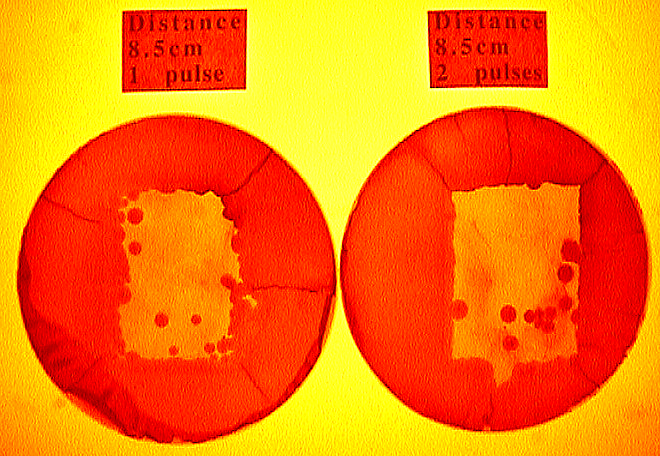 Distance
8.5cm
1 pulse
Distance
8.5cm
2 pulses